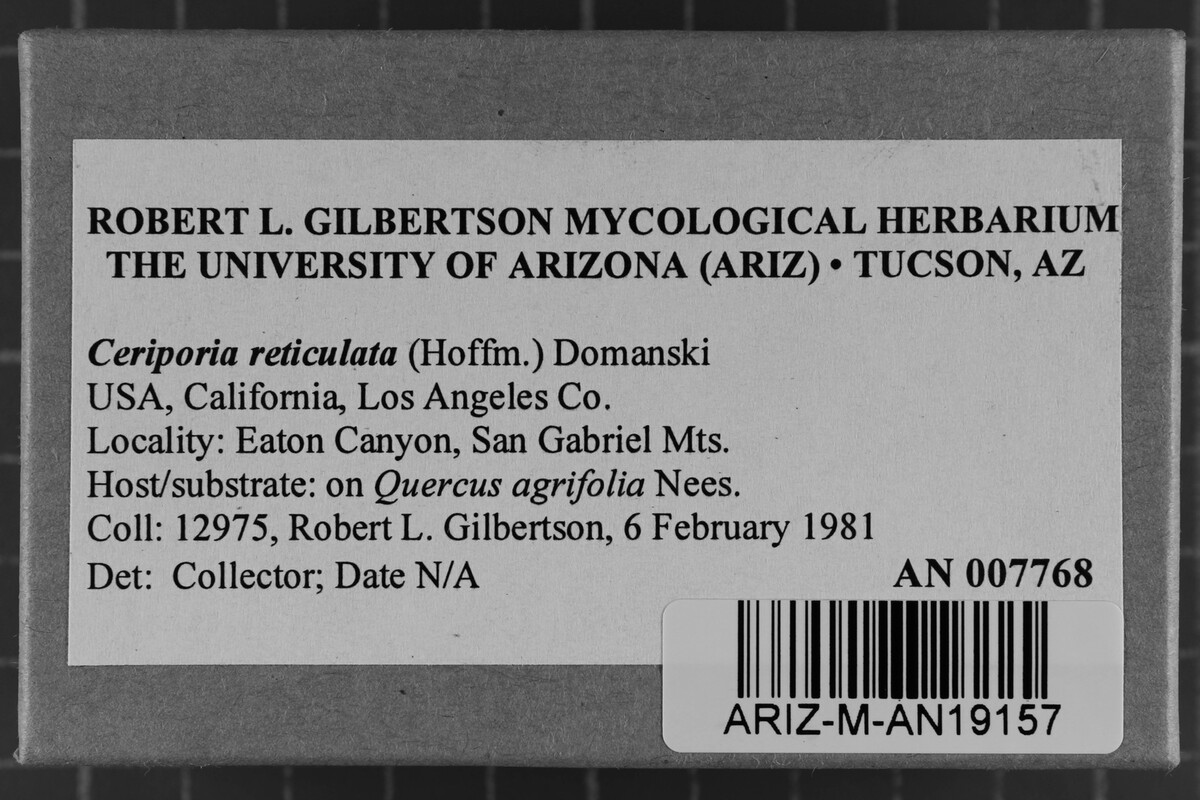 ROBERT L. GILBERTSON MYCOLOGICAL HERBARIUM
THE UNIVERSITY OF ARIZONA (ARIZ) • TUCSON, AZ
Ceriporia reticulata (Hoffm.) Domanski
USA, California, Los Angeles Co.
Locality: Eaton Canyon, San Gabriel Mts.
Host/substrate: on Quercus agrifolia Nees.
Coll: 12975, Robert L. Gilbertson, 6 February 1981
Det: Collector; Date N/A
AN 007768
ARIZ-M-AN19157